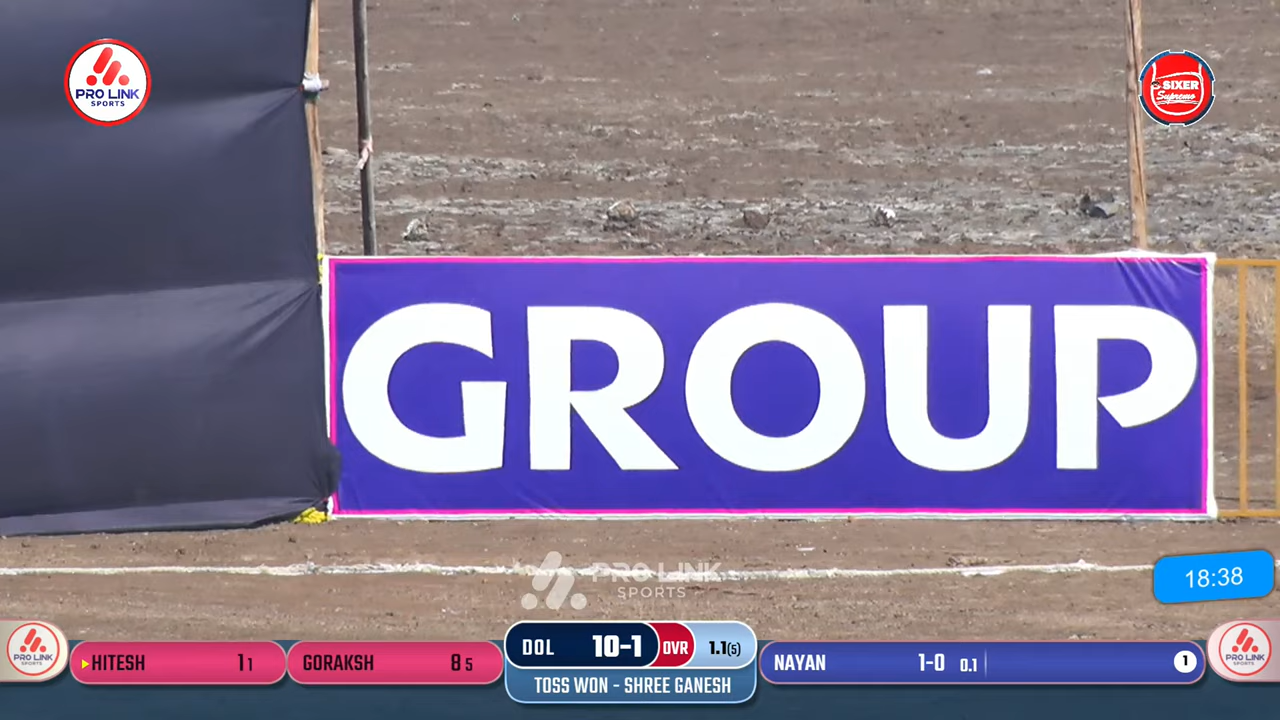 PRO LINK
SPORTS
SIXER
Supremo
GROUP
PRO LINK
SPORTS
18:38
PRO LINK
SPORTS
HITESH 1 1
GORAKSH 8 5
DOL 10-1 OVR 1.1(5)
TOSS WON - SHREE GANESH
NAYAN 1-0 0.1
1
PRO LINK
SPORTS